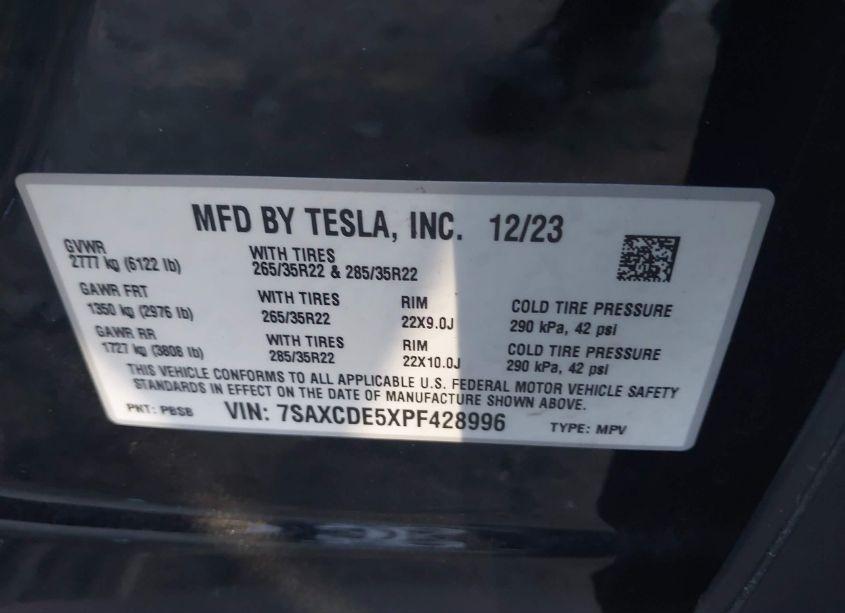 MFD BY TESLA, INC. 12/23
GVWR
2777 kg (6122 lb)
WITH TIRES
265/35R22 & 285/35R22
GAWR FRT
1350 kg (2976 lb)
WITH TIRES
265/35R22
RIM
22X9.0J
COLD TIRE PRESSURE
290 kPa, 42 psi
GAWR RR
1727 kg (3808 lb)
WITH TIRES
285/35R22
RIM
22X10.0J
COLD TIRE PRESSURE
290 kPa, 42 psi
THIS VEHICLE CONFORMS TO ALL APPLICABLE U.S. FEDERAL MOTOR VEHICLE SAFETY
STANDARDS IN EFFECT ON THE DATE OF MANUFACTURE SHOWN ABOVE.
PNT: PBSB VIN: 7SAXCDE5XPF428996 TYPE: MPV